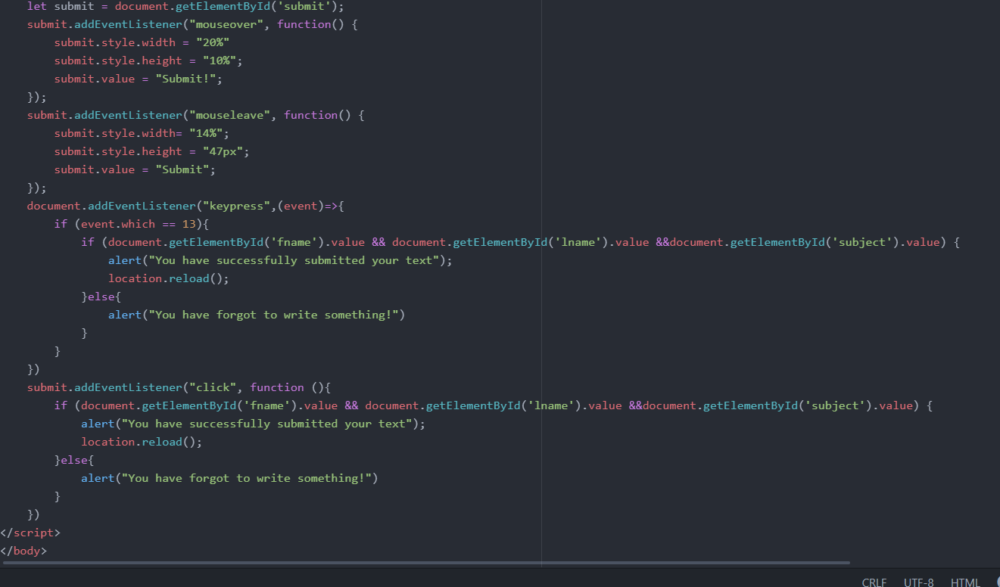 let submit = document.getElementById('submit');
    submit.addEventListener("mouseover", function() {
        submit.style.width = "20%"
        submit.style.height = "10%";
        submit.value = "Submit!";
    });
    submit.addEventListener("mouseleave", function() {
        submit.style.width= "14%";
        submit.style.height = "47px";
        submit.value = "Submit";
    });
    document.addEventListener("keypress",(event)=>{
        if (event.which == 13){
            if (document.getElementById('fname').value && document.getElementById('lname').value &&document.getElementById('subject').value) {
                alert("You have successfully submitted your text");
                location.reload();
            }else{
                alert("You have forgot to write something!")
            }
        }
    })
    submit.addEventListener("click", function (){
        if (document.getElementById('fname').value && document.getElementById('lname').value &&document.getElementById('subject').value) {
            alert("You have successfully submitted your text");
            location.reload();
        }else{
            alert("You have forgot to write something!")
        }
    })
</script>
</body>
CRLF UTF-8 HTML